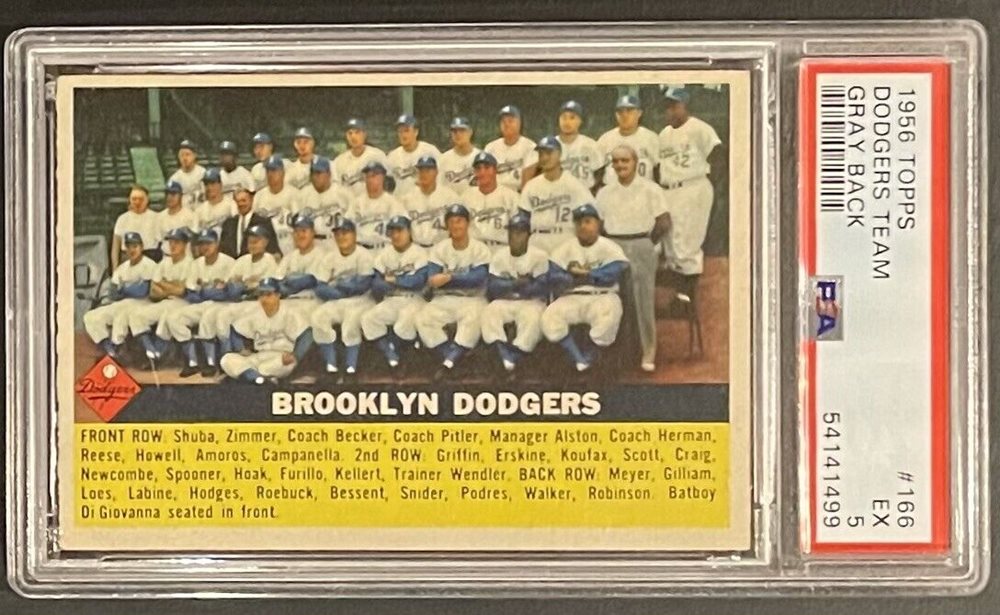 Dodgers
BROOKLYN DODGERS
FRONT ROW: Shuba, Zimmer, Coach Becker, Coach Pitler, Manager Alston, Coach Herman,
Reese, Howell, Amoros, Campanella. 2nd ROW: Griffin, Erskine, Koufax, Scott, Craig,
Newcombe, Spooner, Hoak, Furillo, Kellert, Trainer Wendler. BACK ROW: Meyer, Gilliam,
Loes, Labine, Hodges, Roebuck, Bessent, Snider, Podres, Walker, Robinson. Batboy
Di Giovanna seated in front.
1956 TOPPS
DODGERS TEAM
GRAY BACK
PSA
#166
EX
5
54141499